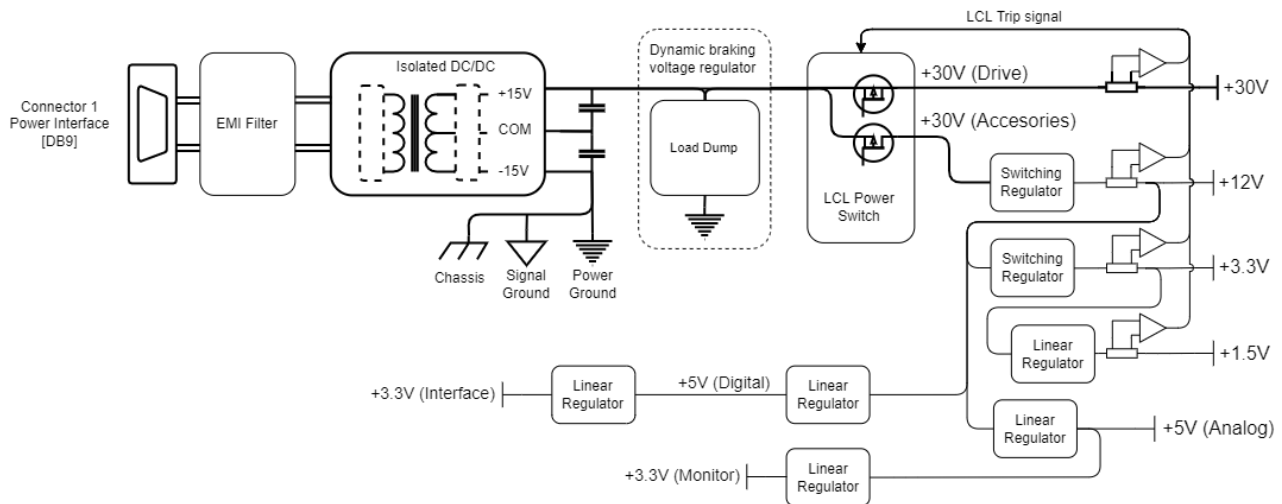 LCL Trip signal
Dynamic braking
voltage regulator
Isolated DC/DC
Connector 1
Power Interface
[DB9]
EMI Filter
+15V
COM
-15V
Load Dump
+30V (Drive)
+30V (Accesories)
LCL Power
Switch
+30V
Switching
Regulator
+12V
Chassis
Signal
Ground
Power
Ground
Switching
Regulator
+3.3V
Linear
Regulator
+1.5V
+3.3V (Interface)
Linear
Regulator
+5V (Digital)
Linear
Regulator
Linear
Regulator
+5V (Analog)
+3.3V (Monitor)
Linear
Regulator